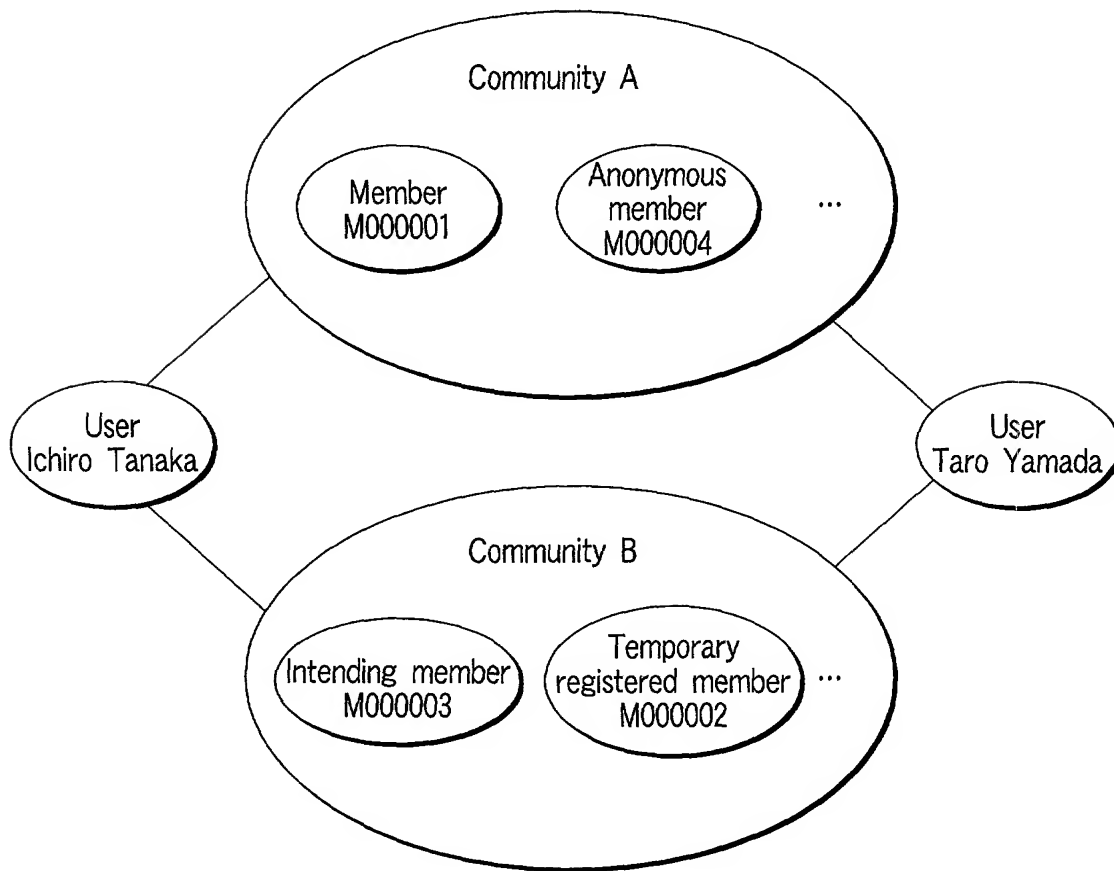 Community A
Member
M000001
Anonymous
member
M000004
...
User
Ichiro Tanaka
User
Taro Yamada
Community B
Intending member
M000003
Temporary
registered member
M000002
...